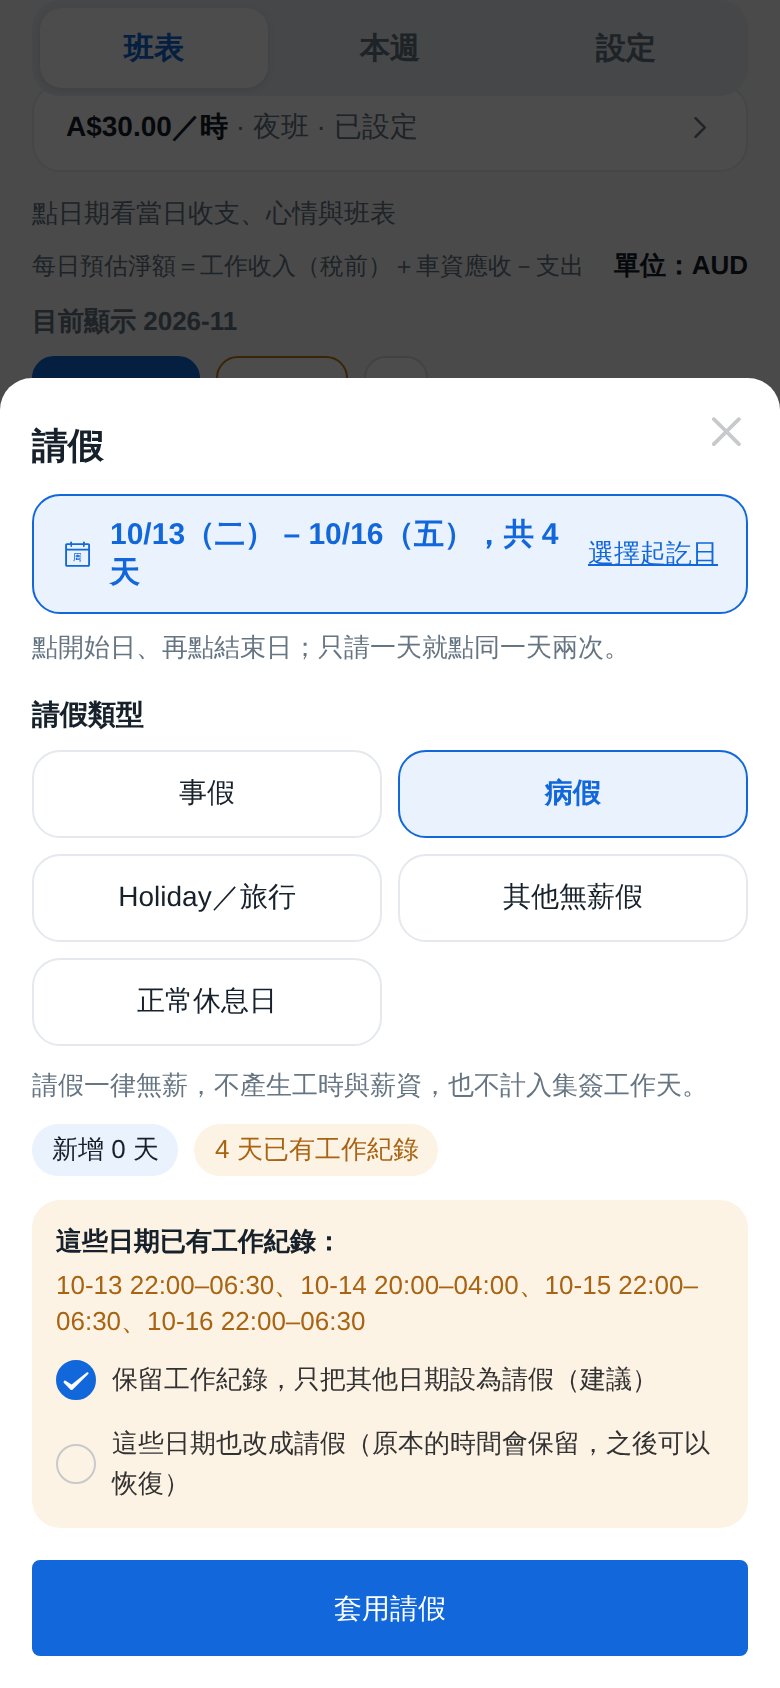 班表 本週 設定
A$30.00／時 · 夜班 · 已設定
點日期看當日收支、心情與班表
每日預估淨額＝工作收入（稅前）＋車資應收－支出 單位：AUD
目前顯示 2026-11
請假
周
10/13（二） – 10/16（五），共 4
天
選擇起訖日
點開始日、再點結束日；只請一天就點同一天兩次。
請假類型
事假 病假
Holiday／旅行 其他無薪假
正常休息日
請假一律無薪，不產生工時與薪資，也不計入集簽工作天。
新增 0 天 4 天已有工作紀錄
這些日期已有工作紀錄：
10-13 22:00–06:30、10-14 20:00–04:00、10-15 22:00–
06:30、10-16 22:00–06:30
保留工作紀錄，只把其他日期設為請假（建議）
這些日期也改成請假（原本的時間會保留，之後可以
恢復）
套用請假